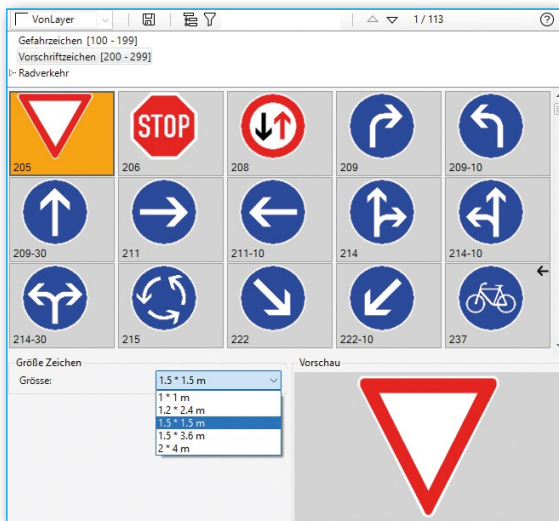 VonLayer
1 / 113
Gefahrzeichen [100 - 199]
Vorschriftzeichen [200 - 299]
Radverkehr
STOP
205
206
208
209
209-10
209-30
211
211-10
214
214-10
214-30
215
222
222-10
237
Größe Zeichen
Vorschau
Grösse:
1.5 * 1.5 m
1 * 1 m
1.2 * 2.4 m
1.5 * 1.5 m
1.5 * 3.6 m
2 * 4 m